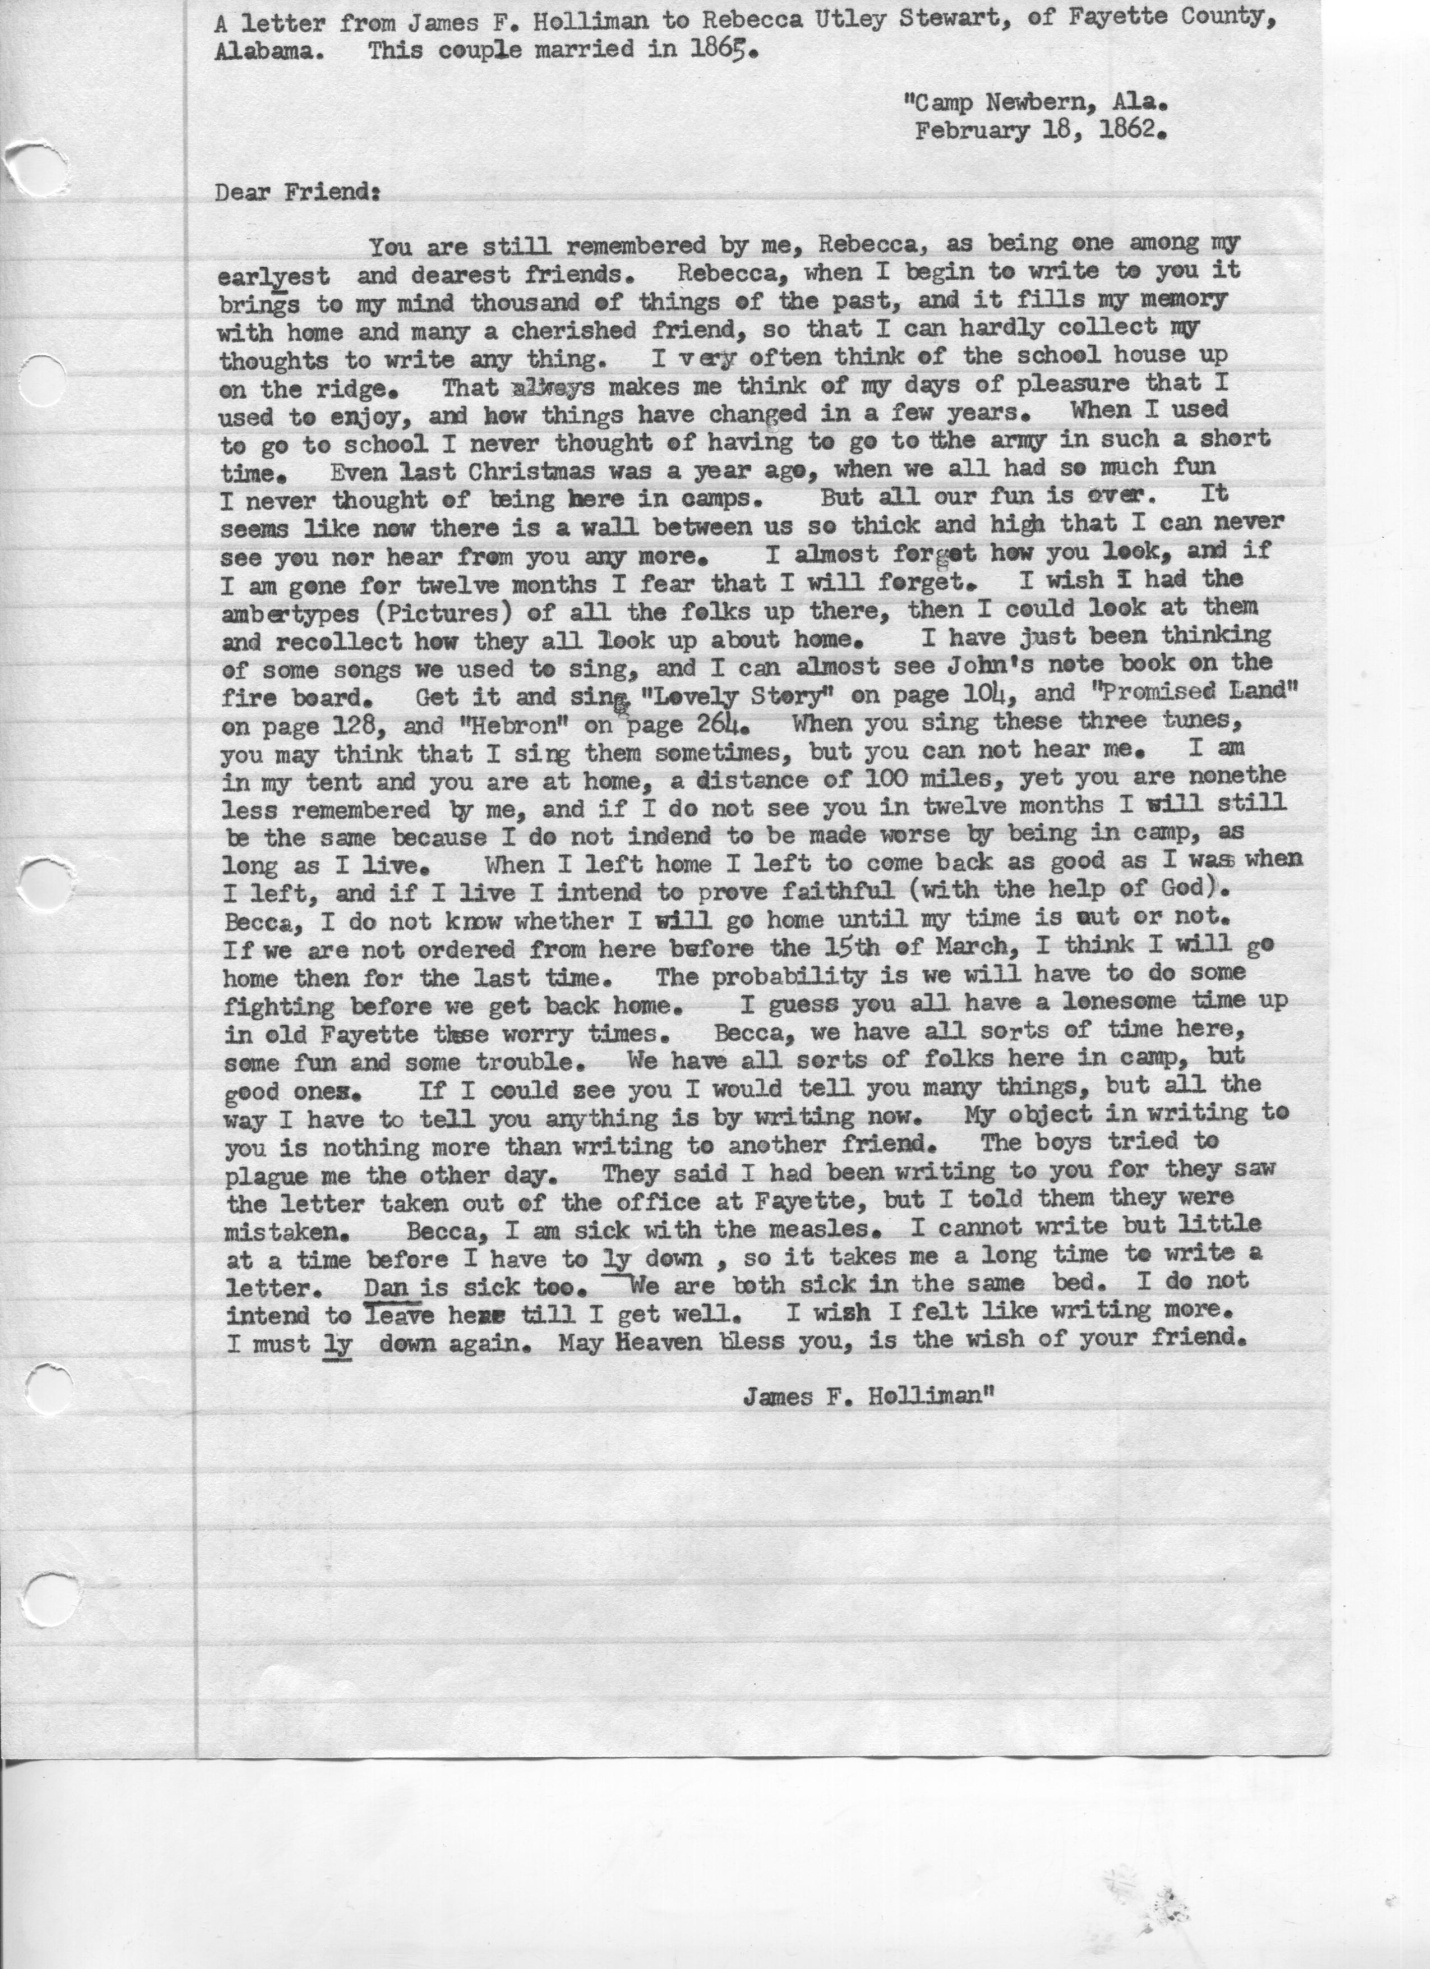 A letter from James F. Holliman to Rebecca Utley Stewart, of Fayette County,
Alabama. This couple married in 1865.
"Camp Newbern, Ala.
February 18, 1862.
Dear Friend:
You are still remembered by me, Rebecca, as being one among my
earlyest and dearest friends. Rebecca, when I begin to write to you it
brings to my mind thousand of things of the past, and it fills my memory
with home and many a cherished friend, so that I can hardly collect my
thoughts to write any thing. I very often think of the school house up
on the ridge. That always makes me think of my days of pleasure that I
used to enjoy, and how things have changed in a few years. When I used
to go to school I never thought of having to go to tthe army in such a short
time. Even last Christmas was a year ago, when we all had so much fun
I never thought of being here in camps. But all our fun is over. It
seems like now there is a wall between us so thick and high that I can never
see you nor hear from you any more. I almost forget how you look, and if
I am gone for twelve months I fear that I will forget. I wish I had the
ambertypes (Pictures) of all the folks up there, then I could look at them
and recollect how they all look up about home. I have just been thinking
of some songs we used to sing, and I can almost see John's note book on the
fire board. Get it and sing "Lovely Story" on page 104, and "Promised Land"
on page 128, and "Hebron" on page 264. When you sing these three tunes,
you may think that I sing them sometimes, but you can not hear me. I am
in my tent and you are at home, a distance of 100 miles, yet you are nonethe
less remembered by me, and if I do not see you in twelve months I will still
be the same because I do not indend to be made worse by being in camp, as
long as I live. When I left home I left to come back as good as I was when
I left, and if I live I intend to prove faithful (with the help of God).
Becca, I do not know whether I will go home until my time is out or not.
If we are not ordered from here before the 15th of March, I think I will go
home then for the last time. The probability is we will have to do some
fighting before we get back home. I guess you all have a lonesome time up
in old Fayette these worry times. Becca, we have all sorts of time here,
some fun and some trouble. We have all sorts of folks here in camp, but
good ones. If I could see you I would tell you many things, but all the
way I have to tell you anything is by writing now. My object in writing to
you is nothing more than writing to another friend. The boys tried to
plague me the other day. They said I had been writing to you for they saw
the letter taken out of the office at Fayette, but I told them they were
mistaken. Becca, I am sick with the measles. I cannot write but little
at a time before I have to ly down , so it takes me a long time to write a
letter. Dan is sick too. We are both sick in the same bed. I do not
intend to leave here till I get well. I wish I felt like writing more.
I must ly down again. May Heaven bless you, is the wish of your friend.
James F. Holliman"